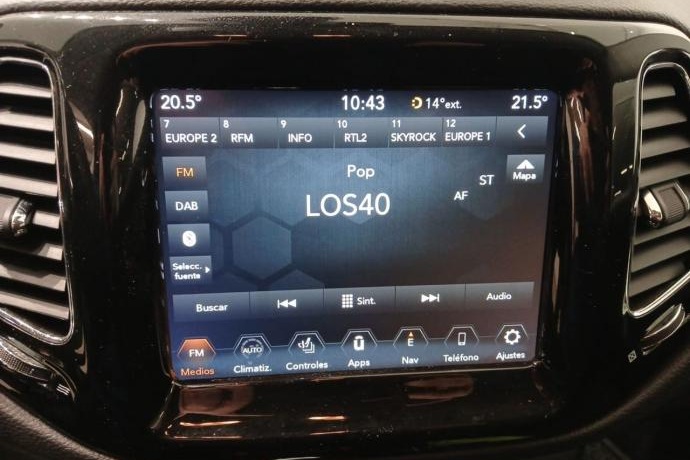 20.5° 10:43 14°ext. 21.5°
7 EUROPE 2 8 RFM 9 INFO 10 RTL2 11 SKYROCK 12 EUROPE 1
FM Pop Mapa
LOS40 ST
AF
DAB
Selecc. fuente
Buscar Sint. Audio
FM AUTO E
Medios Climatiz. Controles Apps Nav Teléfono Ajustes